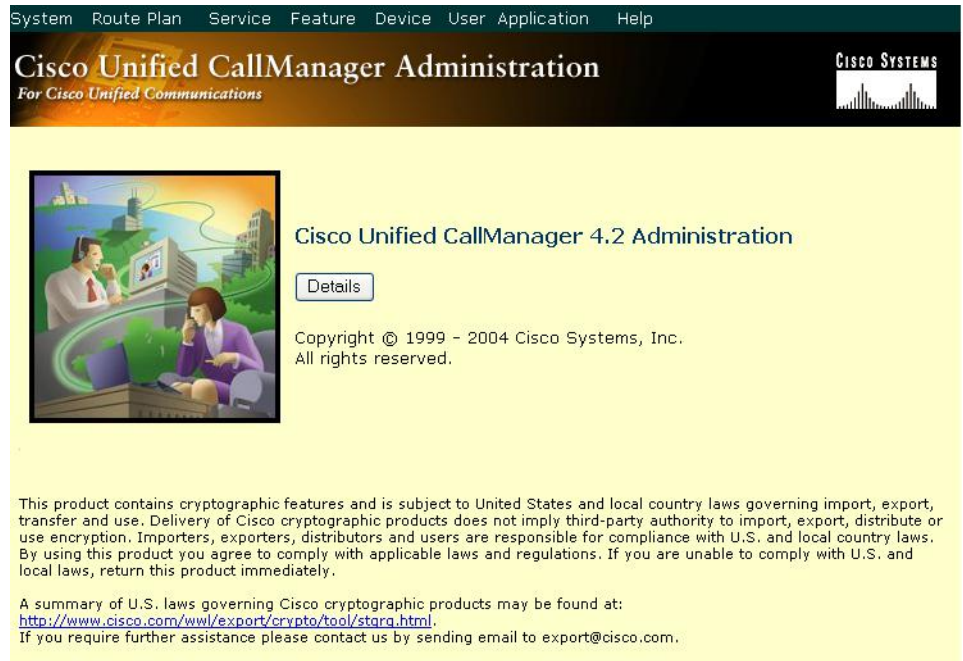 System Route Plan Service Feature Device User Application Help
Cisco Unified CallManager Administration
For Cisco Unified Communications
CISCO SYSTEMS
Cisco Unified CallManager 4.2 Administration
Details
Copyright © 1999 - 2004 Cisco Systems, Inc.
All rights reserved.
This product contains cryptographic features and is subject to United States and local country laws governing import, export,
transfer and use. Delivery of Cisco cryptographic products does not imply third-party authority to import, export, distribute or
use encryption. Importers, exporters, distributors and users are responsible for compliance with U.S. and local country laws.
By using this product you agree to comply with applicable laws and regulations. If you are unable to comply with U.S. and
local laws, return this product immediately.
A summary of U.S. laws governing Cisco cryptographic products may be found at:
http://www.cisco.com/wwl/export/crypto/tool/stqrg.html.
If you require further assistance please contact us by sending email to export@cisco.com.